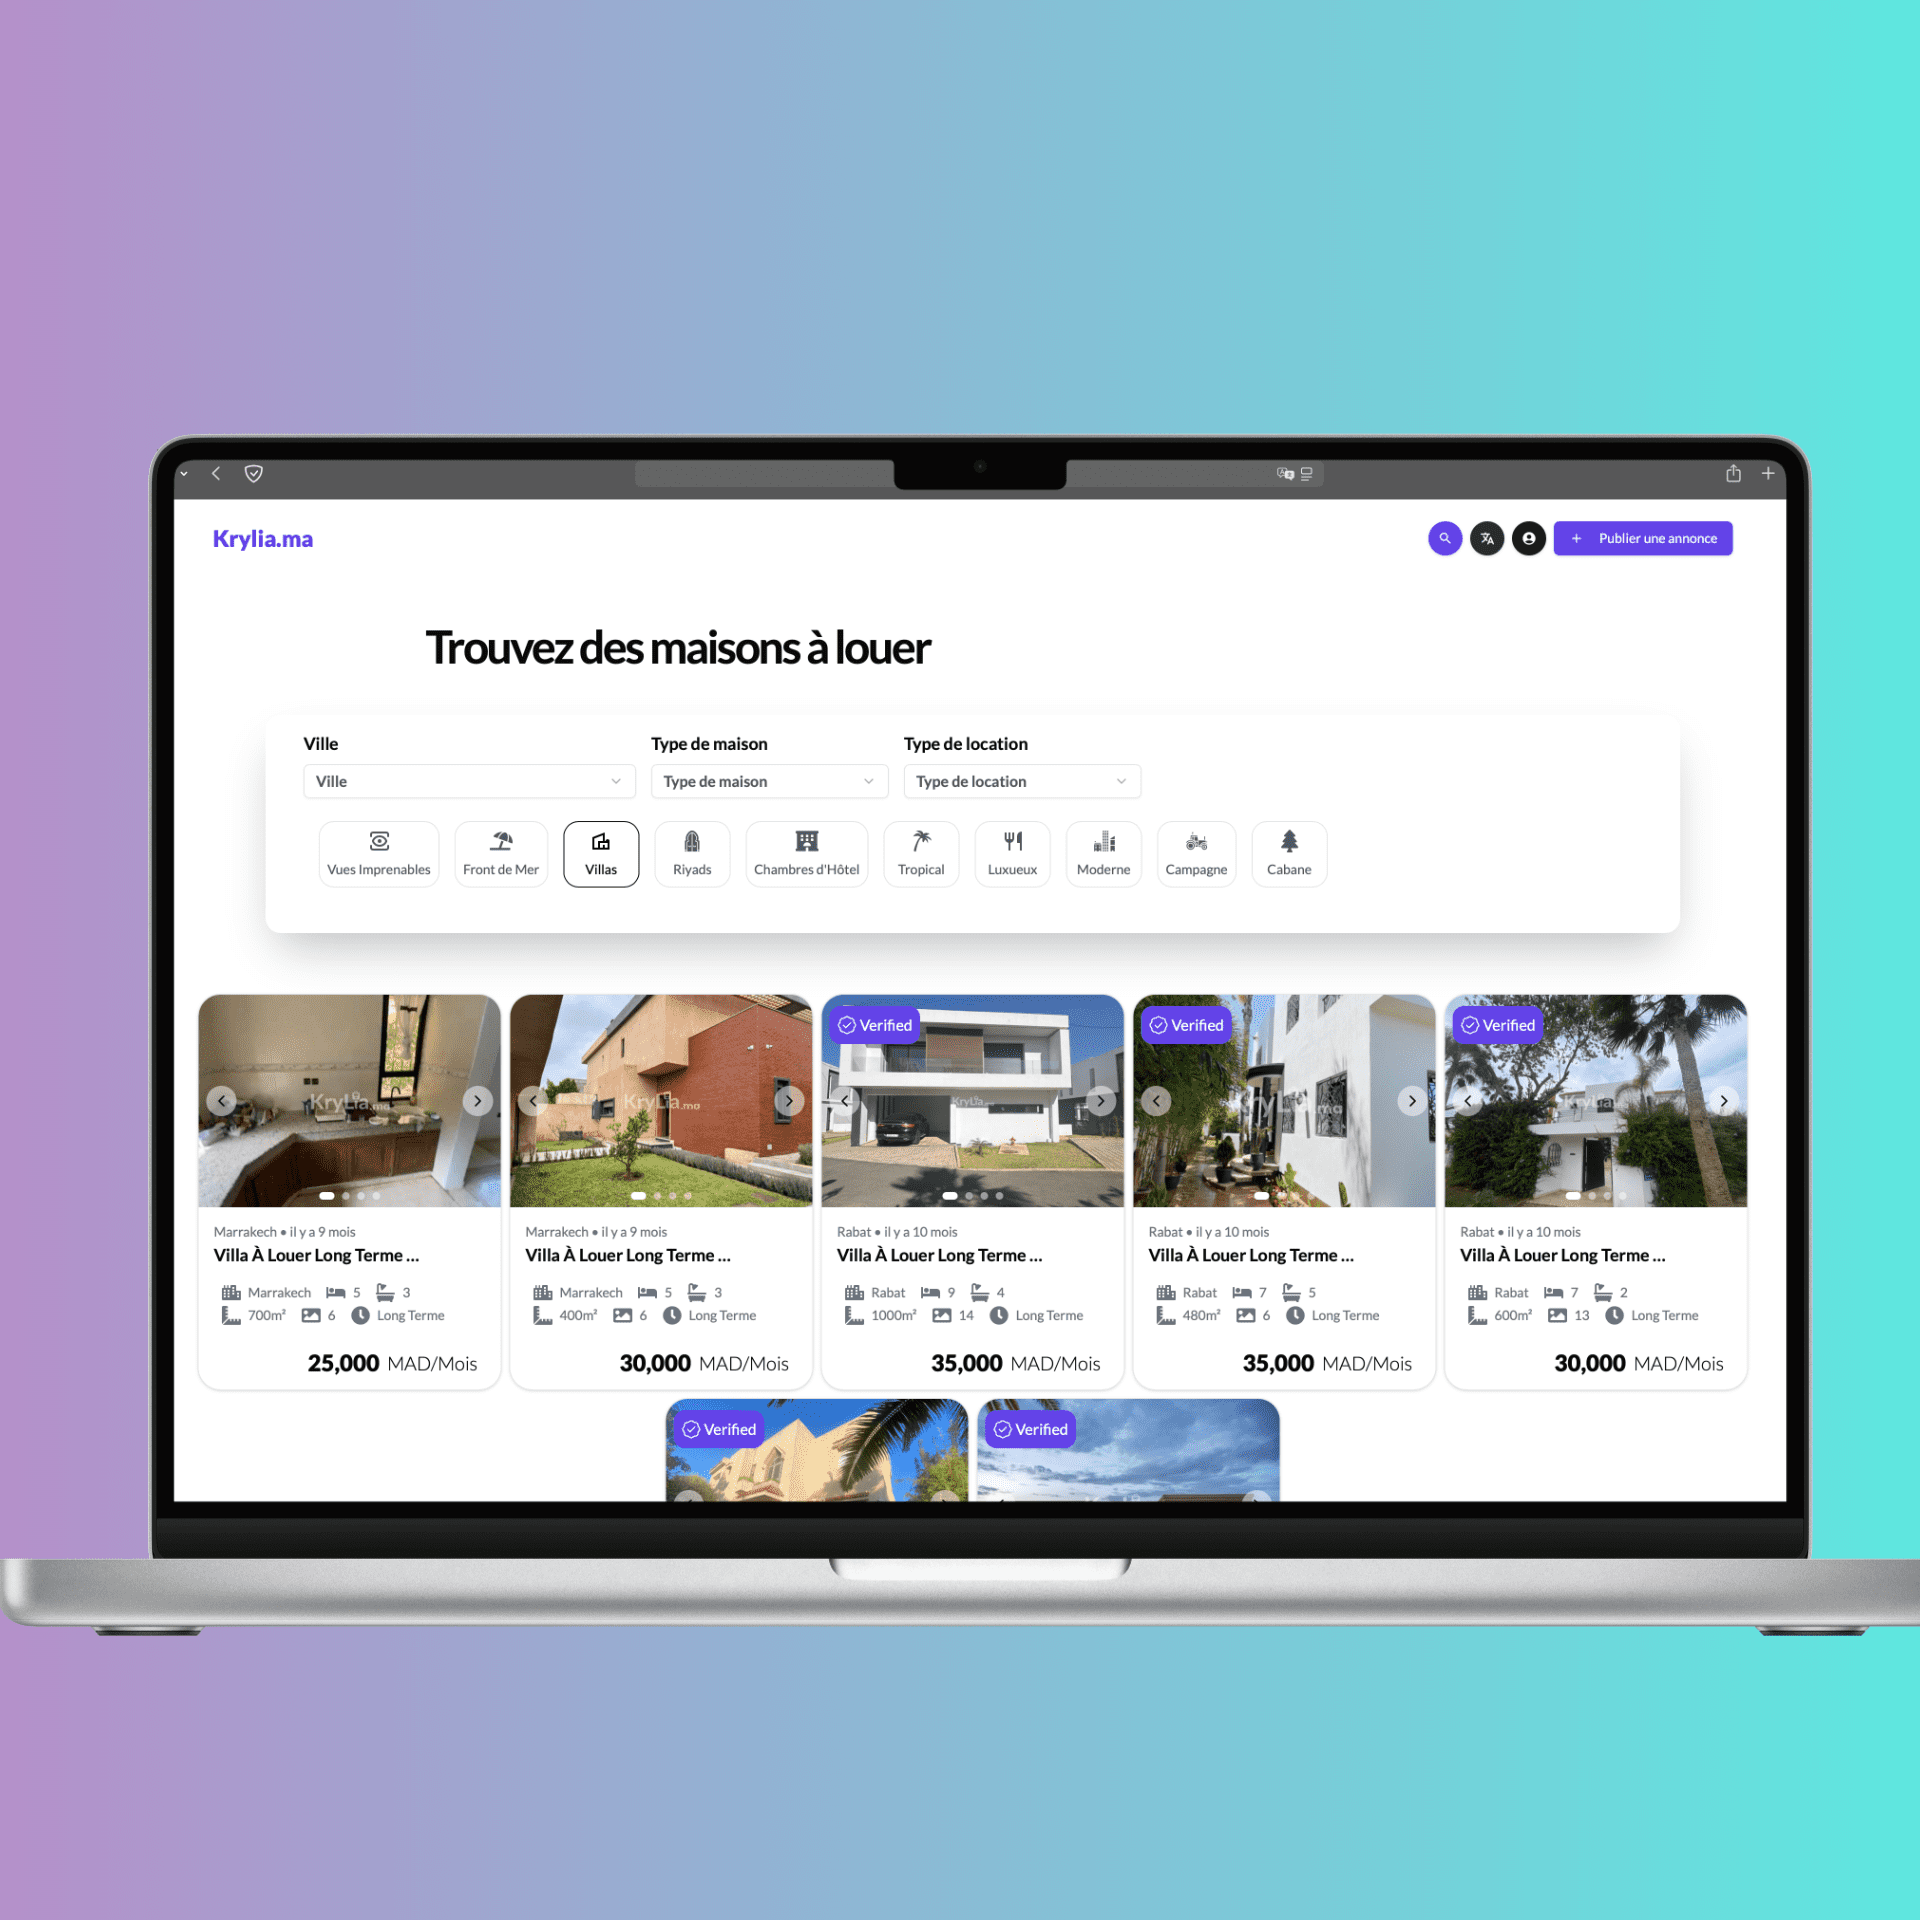 Krylia.ma
Publier une annonce
Trouvez des maisons à louer
Ville
Type de maison
Type de location
Ville
Type de maison
Type de location
Vues Imprenables
Front de Mer
Villas
Riyads
Chambres d'Hôtel
Tropical
Luxueux
Moderne
Campagne
Cabane
KryLia.ma
Marrakech • il y a 9 mois
Villa À Louer Long Terme ...
Marrakech 5 3
700m² 6 Long Terme
25,000 MAD/Mois
KryLia.ma
Marrakech • il y a 9 mois
Villa À Louer Long Terme ...
Marrakech 5 3
400m² 6 Long Terme
30,000 MAD/Mois
Verified
KryLia
Rabat • il y a 10 mois
Villa À Louer Long Terme ...
Rabat 9 4
1000m² 14 Long Terme
35,000 MAD/Mois
Verified
Rabat • il y a 10 mois
Villa À Louer Long Terme ...
Rabat 7 5
480m² 6 Long Terme
35,000 MAD/Mois
Verified
Rabat • il y a 10 mois
Villa À Louer Long Terme ...
Rabat 7 2
600m² 13 Long Terme
30,000 MAD/Mois
Verified
Verified